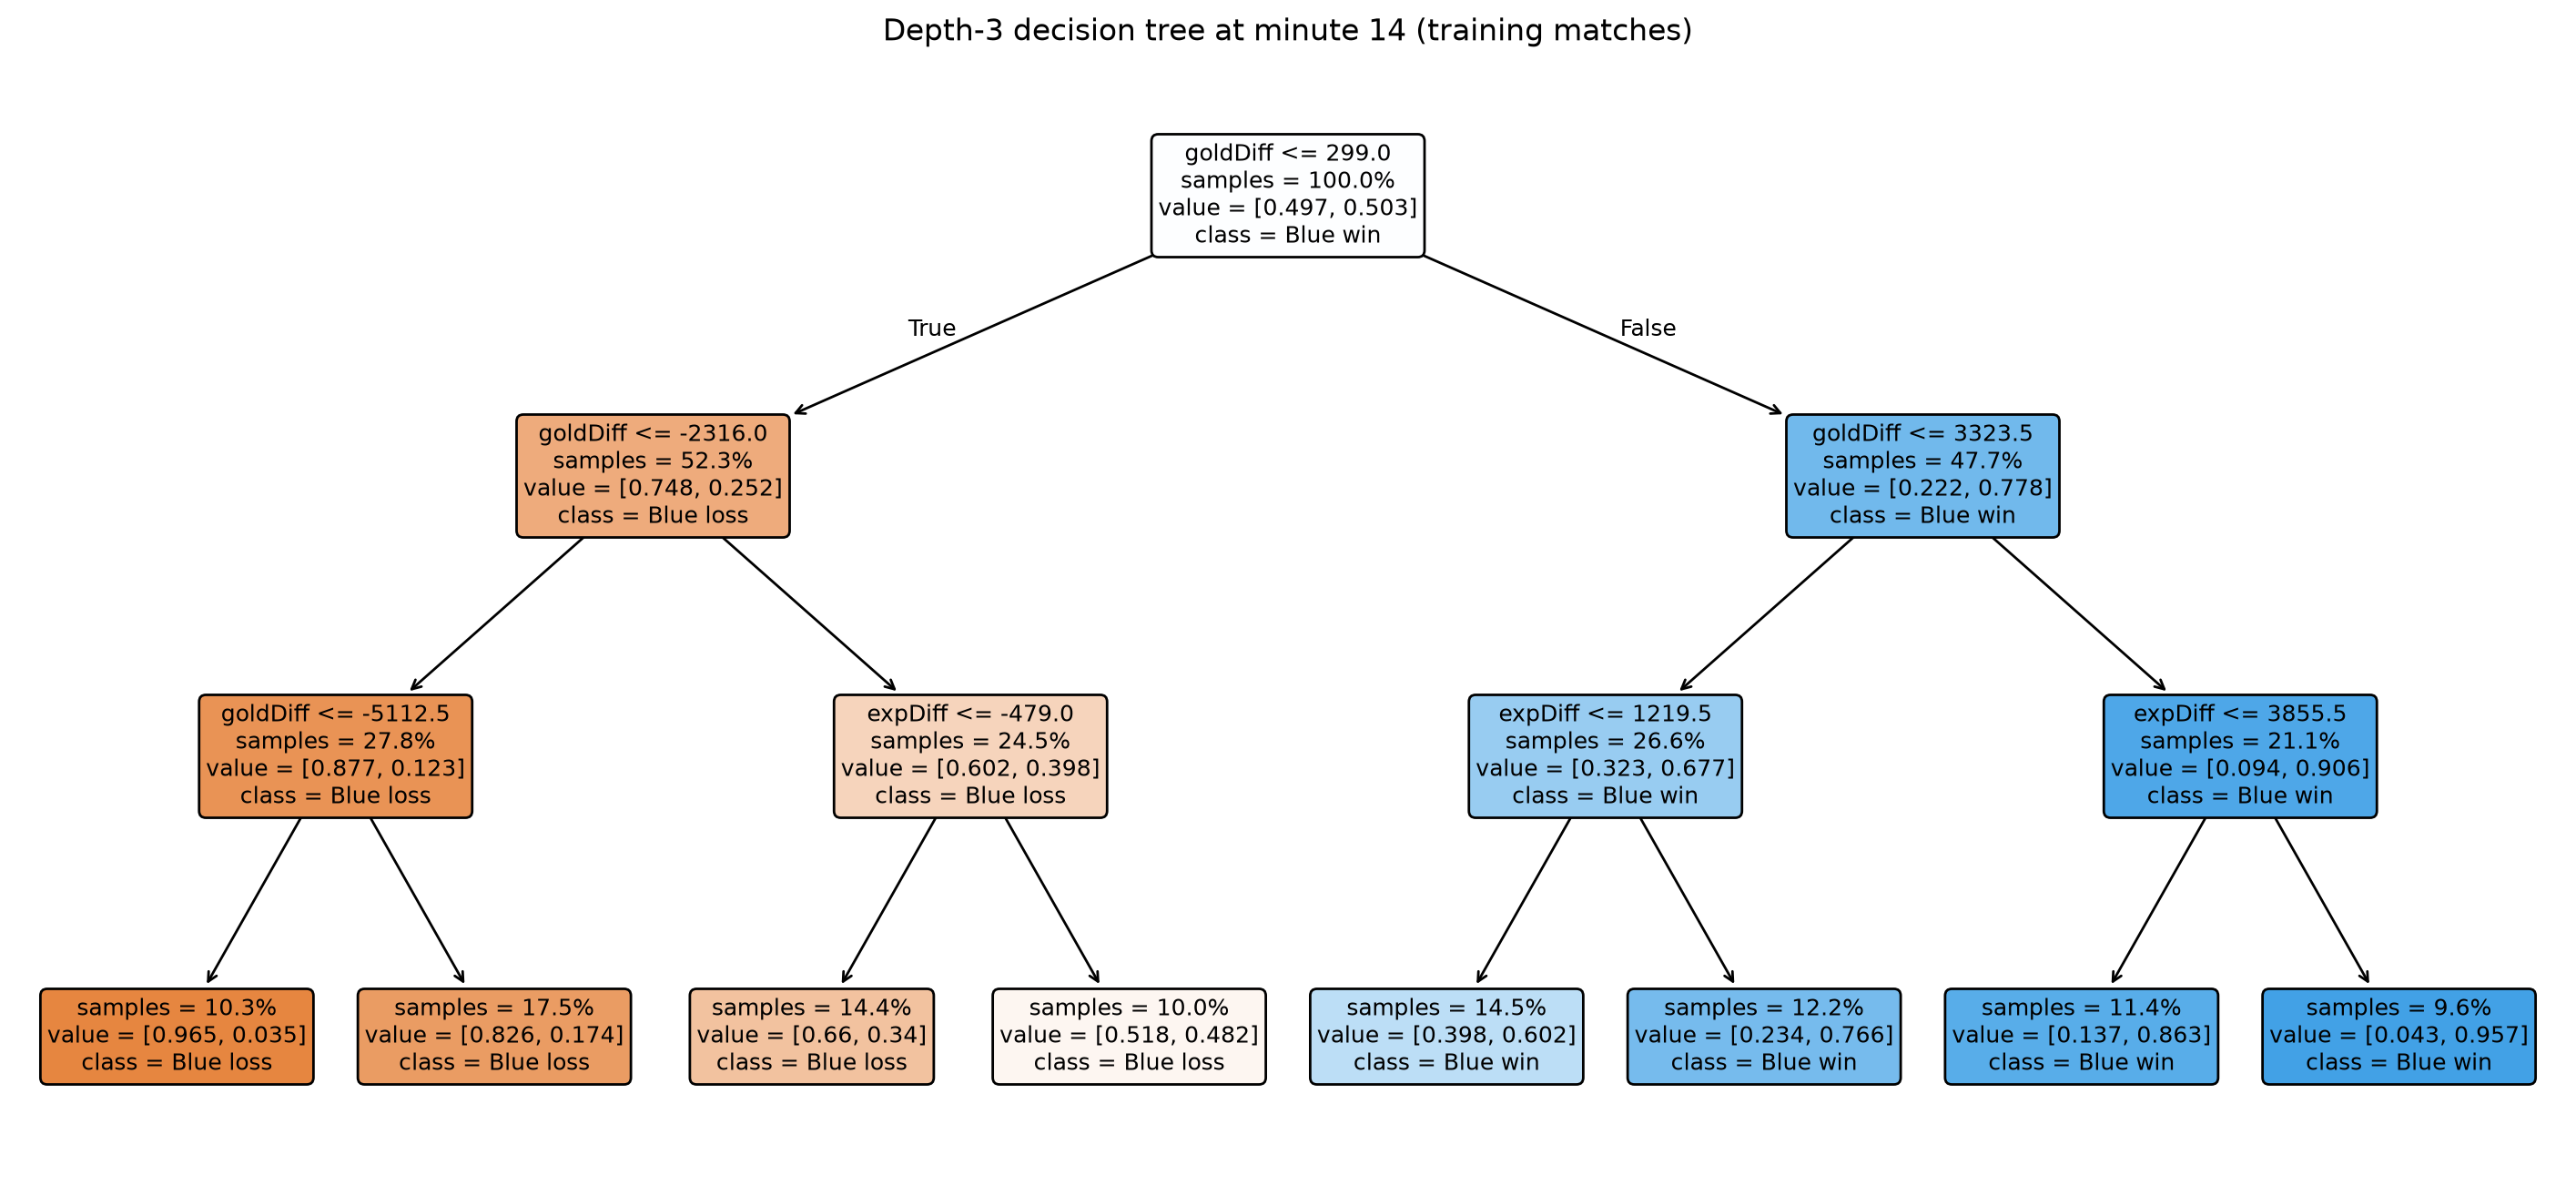 Depth-3 decision tree at minute 14 (training matches)
goldDiff <= 299.0
samples = 100.0%
value = [0.497, 0.503]
class = Blue win
True
False
goldDiff <= -2316.0
samples = 52.3%
value = [0.748, 0.252]
class = Blue loss
goldDiff <= 3323.5
samples = 47.7%
value = [0.222, 0.778]
class = Blue win
goldDiff <= -5112.5
samples = 27.8%
value = [0.877, 0.123]
class = Blue loss
expDiff <= -479.0
samples = 24.5%
value = [0.602, 0.398]
class = Blue loss
expDiff <= 1219.5
samples = 26.6%
value = [0.323, 0.677]
class = Blue win
expDiff <= 3855.5
samples = 21.1%
value = [0.094, 0.906]
class = Blue win
samples = 10.3%
value = [0.965, 0.035]
class = Blue loss
samples = 17.5%
value = [0.826, 0.174]
class = Blue loss
samples = 14.4%
value = [0.66, 0.34]
class = Blue loss
samples = 10.0%
value = [0.518, 0.482]
class = Blue loss
samples = 14.5%
value = [0.398, 0.602]
class = Blue win
samples = 12.2%
value = [0.234, 0.766]
class = Blue win
samples = 11.4%
value = [0.137, 0.863]
class = Blue win
samples = 9.6%
value = [0.043, 0.957]
class = Blue win